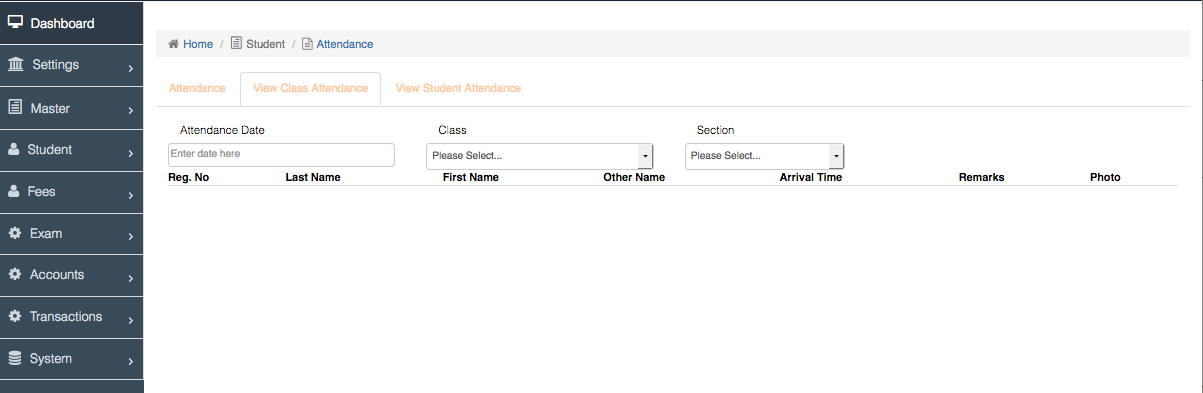 Dashboard
Settings
Master
Student
Fees
Exam
Accounts
Transactions
System
Home / Student / Attendance
Attendance View Class Attendance View Student Attendance
Attendance Date Class Section
Enter date here Please Select... Please Select...
Reg. No Last Name First Name Other Name Arrival Time Remarks Photo